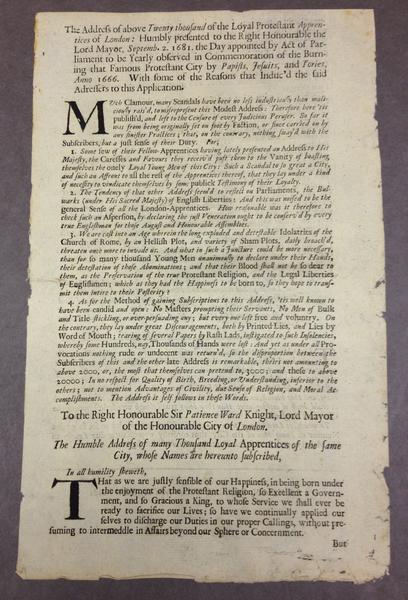 The Address of above Twenty thousand of the Loyal Protestant Apprentices
of London: Humbly presented to the Right Honourable the
Lord Mayor, Septemb. 2. 1681. the Day appointed by Act of Parliament
to be Yearly observed in Commemoration of the Burning
that Famous Protestant City by Papists, Jesuits, and Tories,
Anno 1666. With some of the Reasons that Induc'd the said
Adressers to this Application.
MUch Clamour, many Scandals have been no less industriously than maliciously
rais'd, to misrepresent this Modest Address: Therefore here 'tis
publish'd, and left to the Censure of every Judicious Peruser. So far it
was from being originally set on foot by Faction, or since carried on by
any sinister Practices; that, on the contrary, nothing sway'd with the
Subscribers, but a just sense of their Duty. For,
1. Some few of their Fellow-Apprentices having lately presented an Address to His
Majesty, the Caresses and Favours they receiv'd pust them to the Vanity of boasting
themselves the onely Loyal Young Men of this City: Such a Scandal to so great a City,
and such an Affront to all the rest of the Apprentices thereof, that they lay under a kind
of necessity to vindicate themselves by some publick Testimony of their Loyalty.
2. The Tendency of that other Address seem'd to reflect on Parliaments, the Bulwarks
(under His Sacred Majesty) of English Liberties: And this was noised to be the
general Sense of all the London-Apprentices. How reasonable was it therefore to
check such an Aspersion, by declaring the just Veneration ought to be conserv'd by every
true Englishman for those August and Honourable Assemblies.
3. We are cast into an Age wherein the long exploded and detestable Idolatries of the
Church of Rome, by an Hellish Plot, and variety of Sham Plots, daily broach'd,
threaten once more to invade us. And what in such a Juncture could be more necessary,
than for so many thousand Young Men unanimously to declare under their Hands,
their detestation of those Abominations; and that their Blood shall not be so dear to
them, as the Preservation of the true Protestant Religion, and the Legal Liberties
of Englishmen; which as they had the Happiness to be born to, so they hope to transmit
them intire to their Posterity?
4. As for the Method of gaining Subscriptions to this Address, 'tis well known to
have been candid and open: No Masters prompting their Servants, No Men of Bulk
and Title stickling, or over-persuading any; but every one left free and voluntry. On
the contrary, they lay under great Discouragements, both by Printed Lies, and Lies by
Word of Mouth; tearing of several Papers by Rash Lads, instigated to such Insolencies,
whereby some Hundreds, nay, Thousands of Hands were lost: And yet as under all Provocations
nothing rude or undecent was return'd, so the disproportion between the
Subscribers of this and the other late Address is remarkable, theirs not amounting to
above 2000, or, the most that themselves can pretend to, 3000; and these to above
20000; In no respect for Quality of Birth, Breeding, or Understanding, inferior to the
others; not to mention Advantages of Civility, due Sense of Religion, and Moral Accomplishments.
The Address it self follows in these Words.
To the Right Honourable Sir Patience Ward Knight, Lord Mayor
of the Honourable City of London.
The Humble Address of many Thousand Loyal Apprentices of the same
City, whose Names are hereunto subscribed,
In all humility sheweth,
THat as we are justly sensible of our Happiness, in being born under
the enjoyment of the Protestant Religion, so Excellent a Government,
and so Gracious a King, to whose Service we shall ever be
ready to sacrifice our Lives; so have we continually applied our
selves to discharge our Duties in our proper Callings, without presuming
to intermeddle in Affairs beyond our Sphere or Concernment.
But